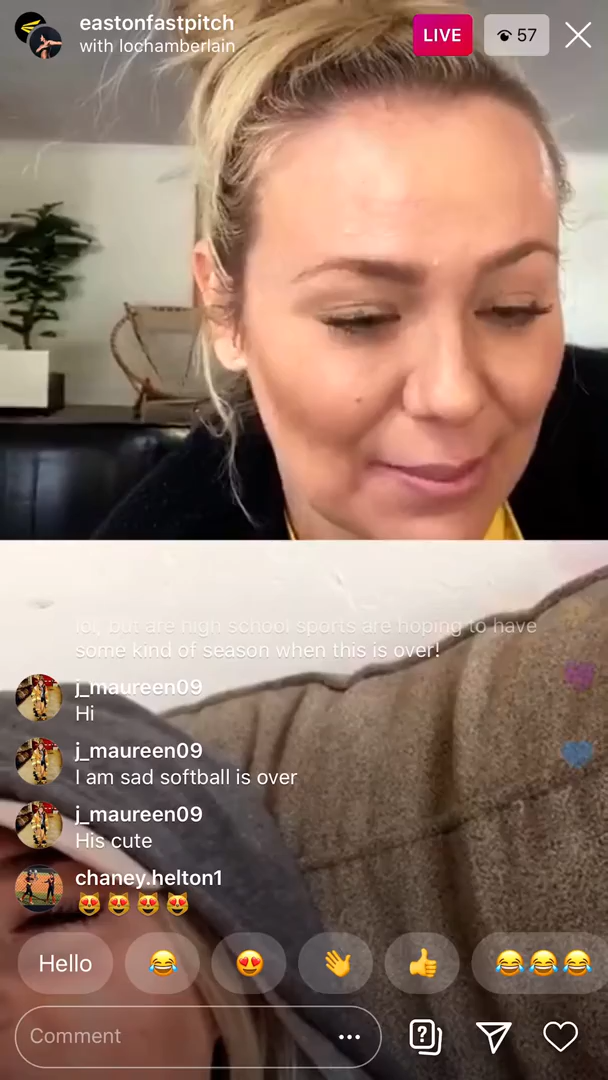 eastonfastpitch
with lochamberlain
LIVE
57
lol, but are high school sports are hoping to have
some kind of season when this is over!
j_maureen09
Hi
j_maureen09
I am sad softball is over
j_maureen09
His cute
chaney.helton1
😻😻😻😻
Hello 😂 😍 👋 👍 😂😂😂
Comment